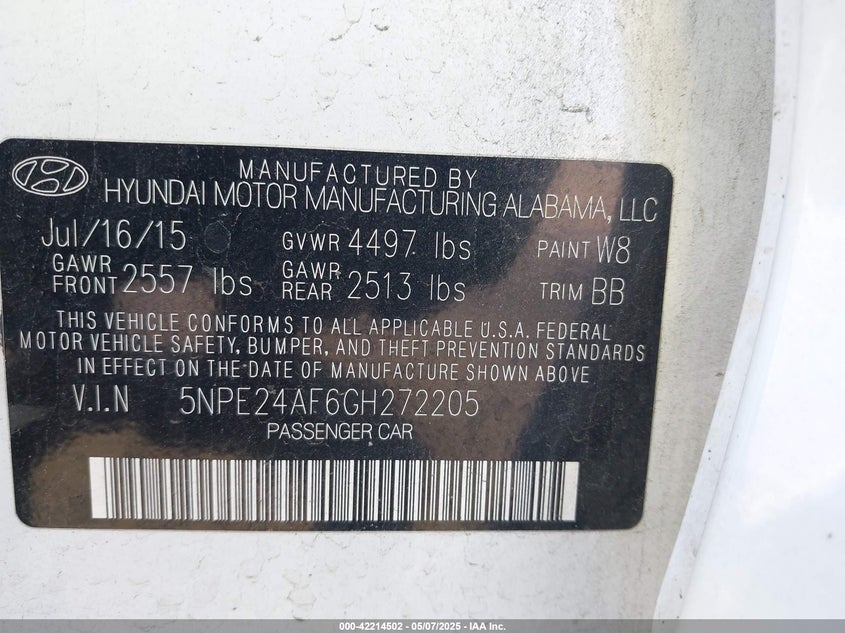 MANUFACTURED BY
HYUNDAI MOTOR MANUFACTURING ALABAMA, LLC
Jul/16/15 GVWR 4497 lbs PAINT W8
GAWR FRONT 2557 lbs GAWR REAR 2513 lbs TRIM BB
THIS VEHICLE CONFORMS TO ALL APPLICABLE U.S.A. FEDERAL
MOTOR VEHICLE SAFETY, BUMPER, AND THEFT PREVENTION STANDARDS
IN EFFECT ON THE DATE OF MANUFACTURE SHOWN ABOVE
V.I.N 5NPE24AF6GH272205
PASSENGER CAR
000-42214502 - 05/07/2025 - IAA Inc.